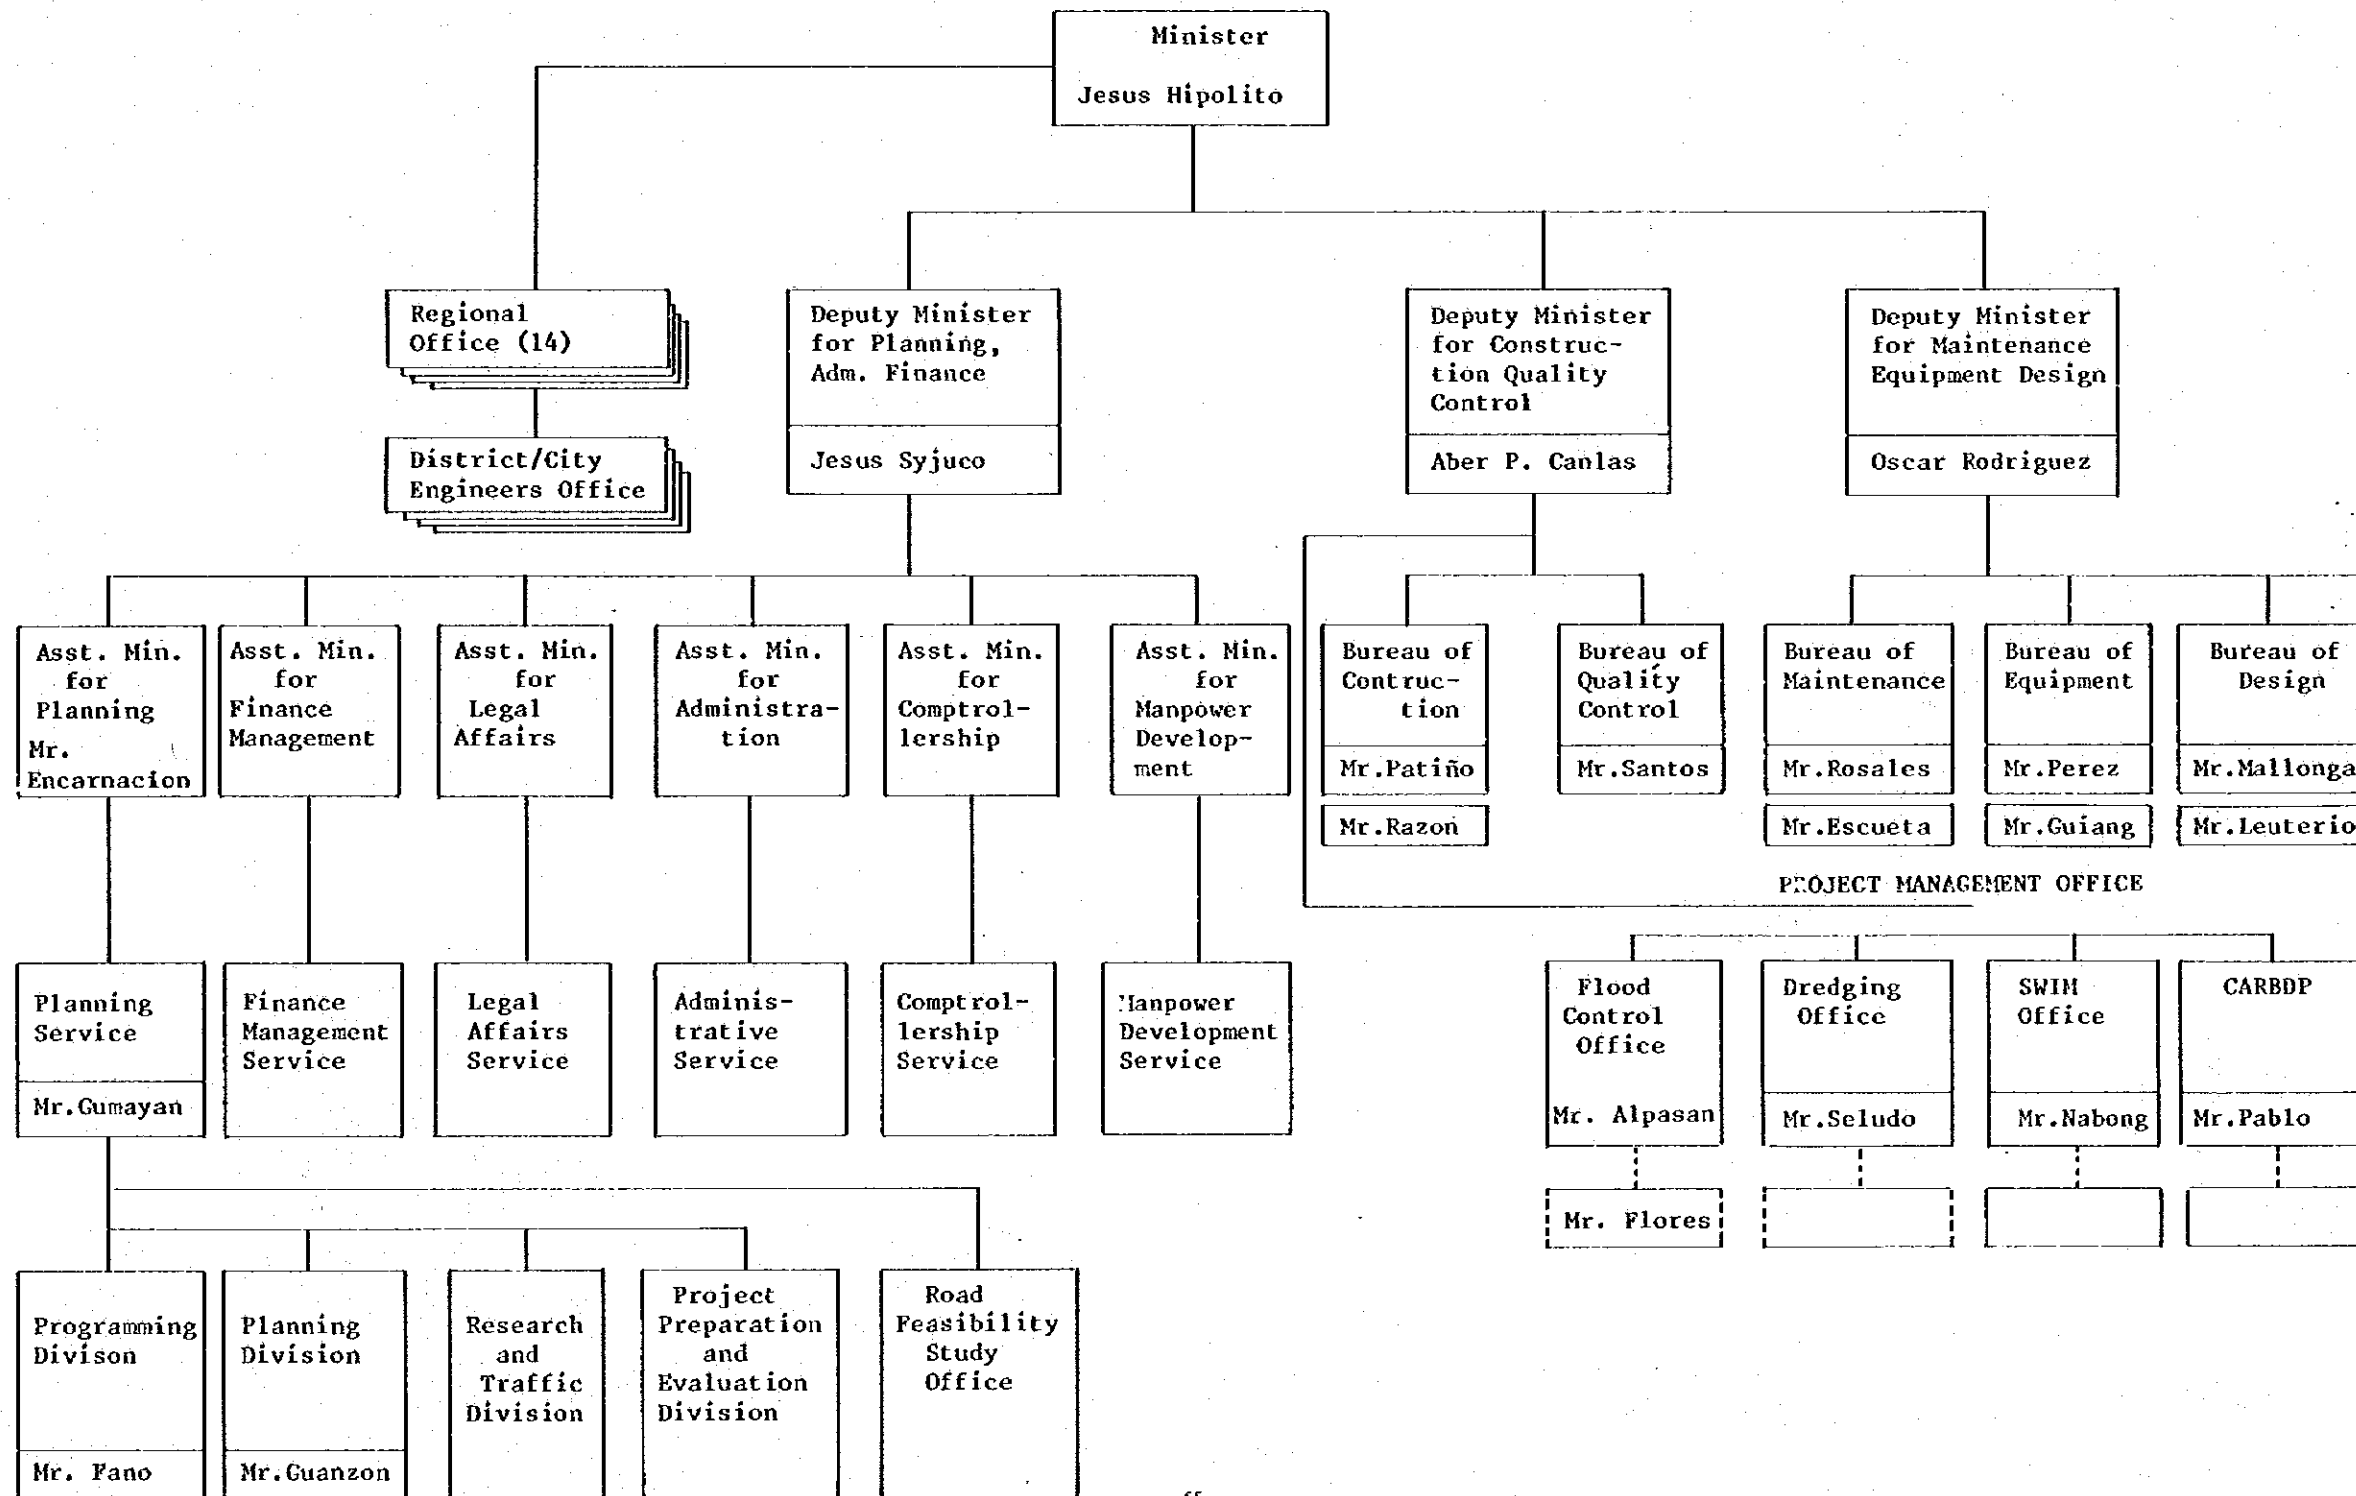 Minister
Jesus Hipolito
Regional
Office (14)
District/City
Engineers Office
Deputy Minister
for Planning,
Adm. Finance
Jesus Syjuco
Deputy Minister
for Construc-
tion Quality
Control
Aber P. Canlas
Deputy Minister
for Maintenance
Equipment Design
Oscar Rodriguez
Asst. Min.
for
Planning
Mr.
Encarnacion
Asst. Min.
for
Finance
Management
Asst. Min.
for
Legal
Affairs
Asst. Min.
for
Administra-
tion
Asst. Min.
for
Comptrol-
lership
Asst. Min.
for
Manpower
Develop-
ment
Bureau of
Contruc-
tion
Mr.Patiño
Mr.Razon
Bureau of
Quality
Control
Mr.Santos
Bureau of
Maintenance
Mr.Rosales
Mr.Escueta
Bureau of
Equipment
Mr.Perez
Mr.Guiang
Bureau of
Design
Mr.Mallonga
Mr.Leuterio
PROJECT MANAGEMENT OFFICE
Planning
Service
Mr.Gumayan
Finance
Management
Service
Legal
Affairs
Service
Adminis-
trative
Service
Comptrol-
lership
Service
Manpower
Development
Service
Flood
Control
Office
Mr. Alpasan
Mr. Flores
Dredging
Office
Mr.Seludo
SWIM
Office
Mr.Nabong
CARBDP
Mr.Pablo
Programming
Divison
Mr. Fano
Planning
Division
Mr.Guanzon
Research
and
Traffic
Division
Project
Preparation
and
Evaluation
Division
Road
Feasibility
Study
Office